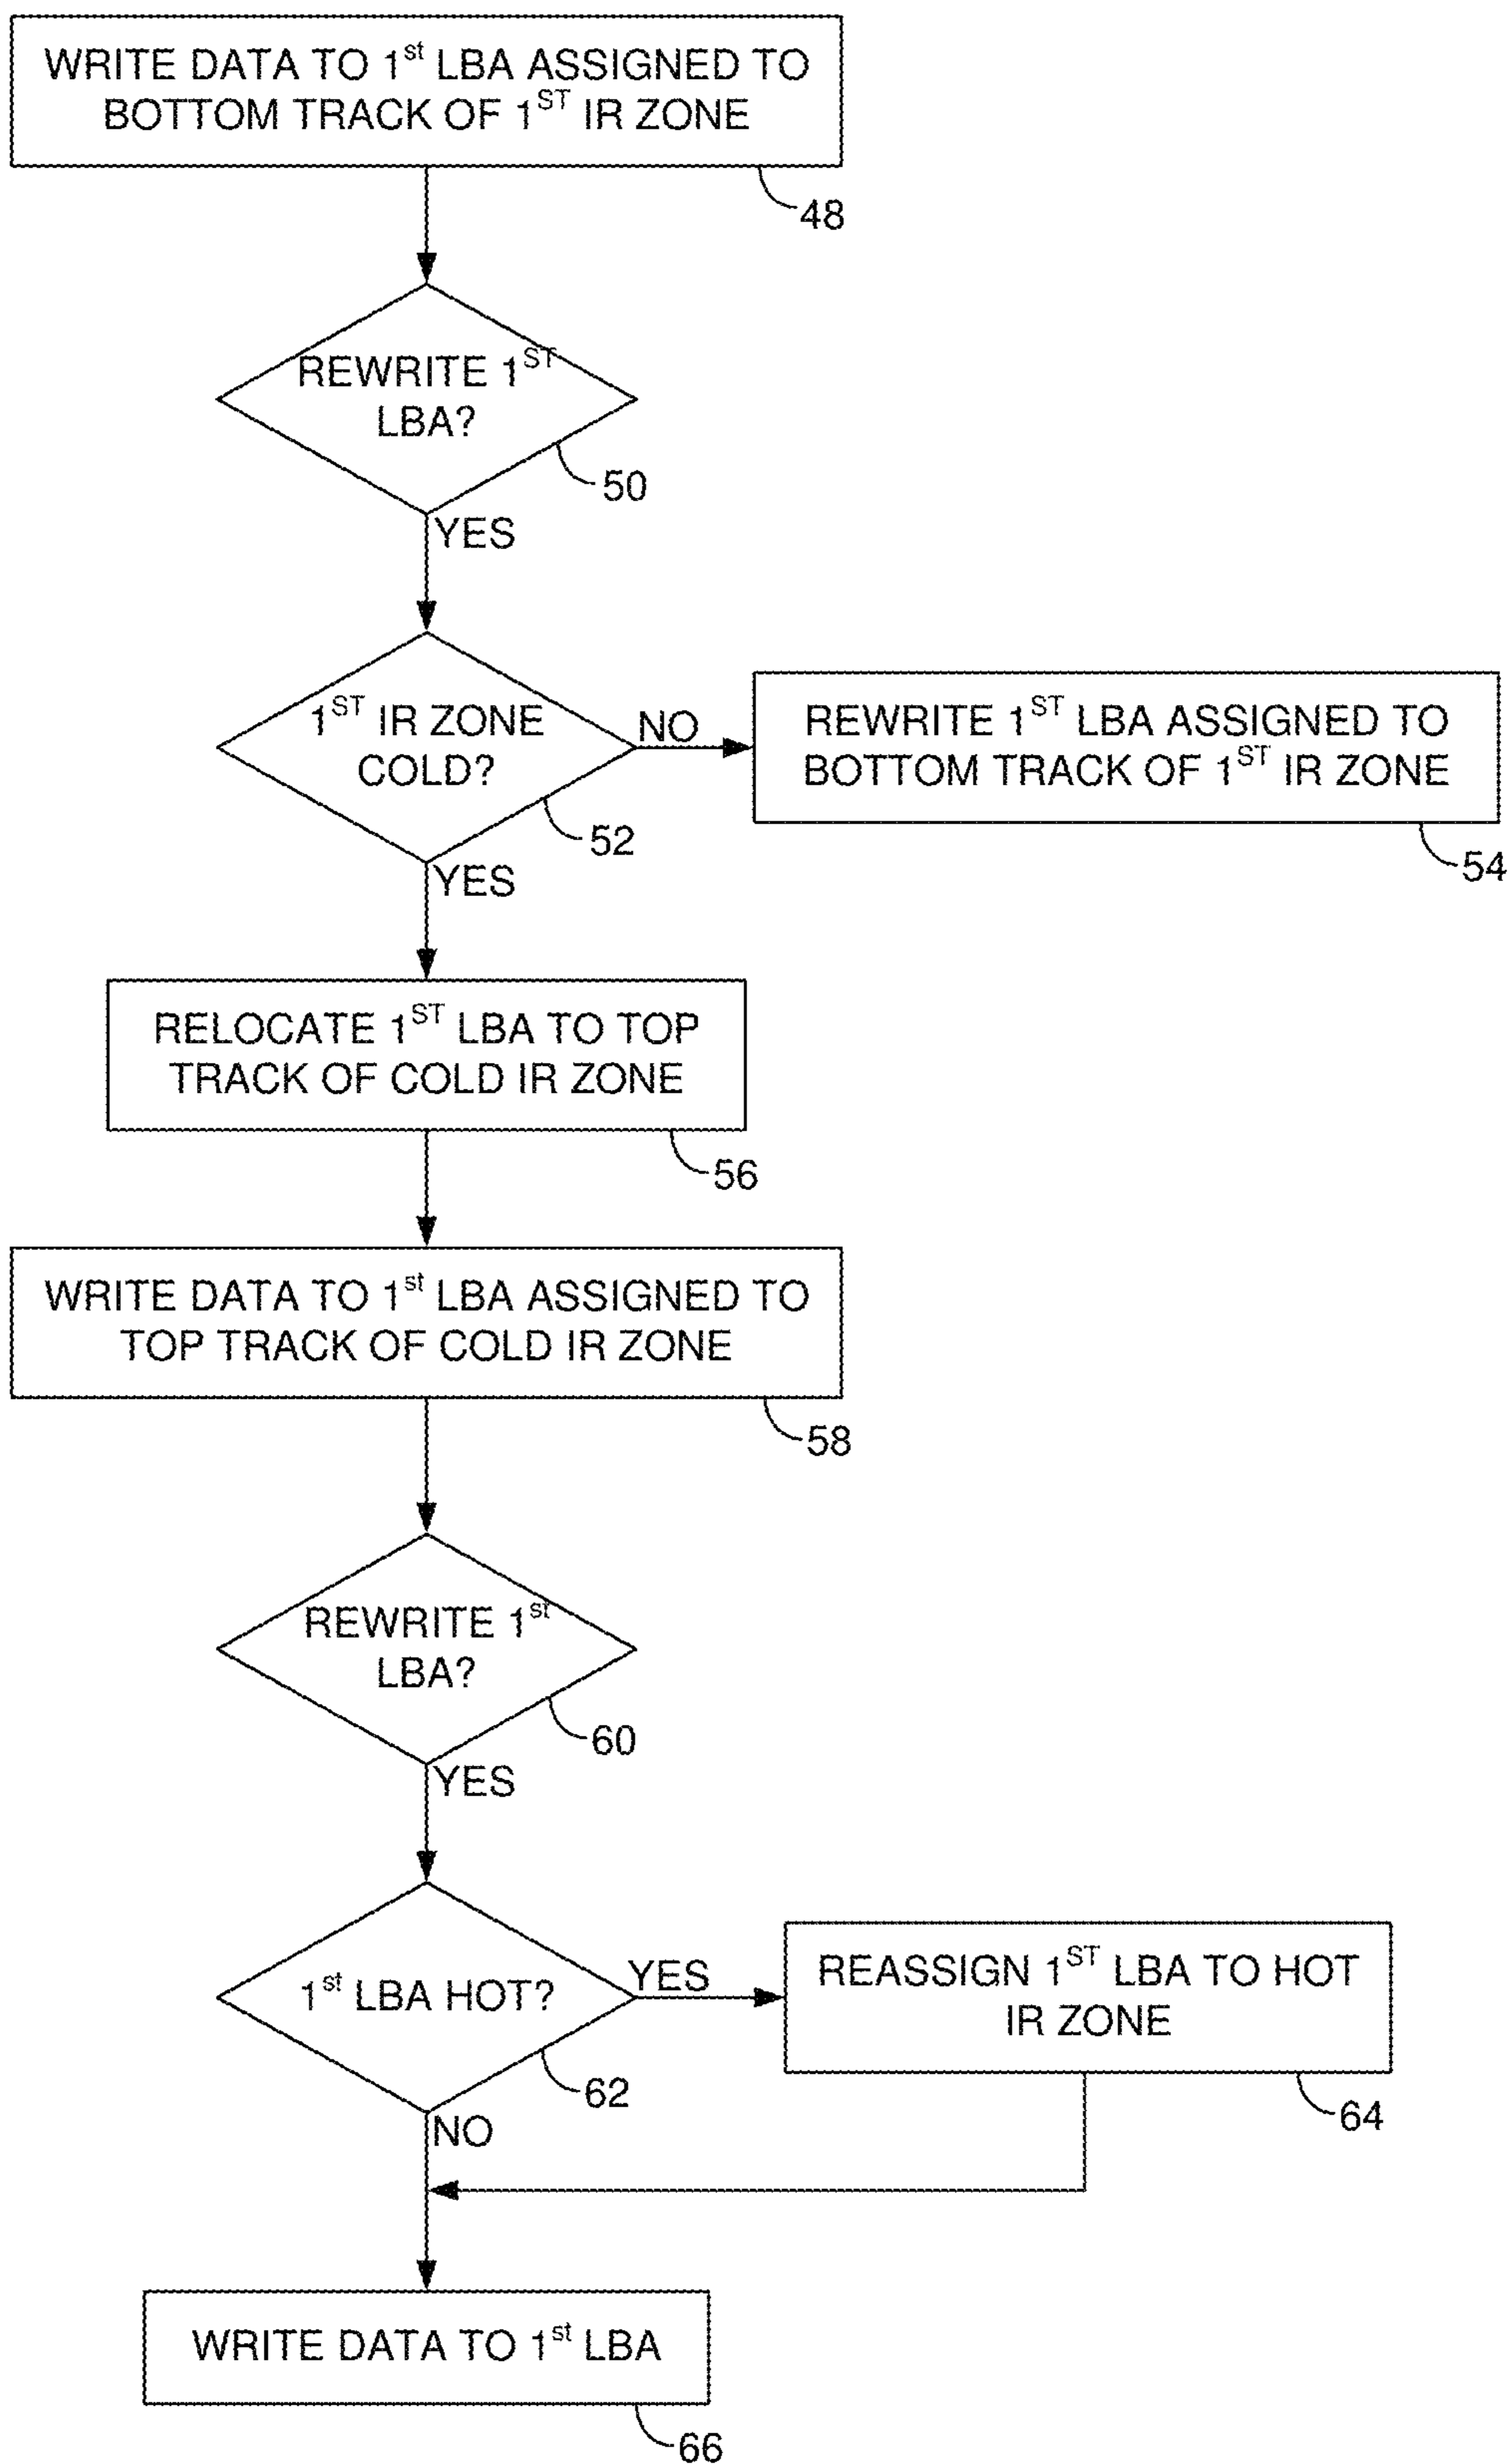 WRITE DATA TO 1st LBA ASSIGNED TO
BOTTOM TRACK OF 1ST IR ZONE
48
REWRITE 1ST
LBA?
50
YES
1ST IR ZONE
COLD?
52
NO
REWRITE 1ST LBA ASSIGNED TO
BOTTOM TRACK OF 1ST IR ZONE
54
YES
RELOCATE 1ST LBA TO TOP
TRACK OF COLD IR ZONE
56
WRITE DATA TO 1st LBA ASSIGNED TO
TOP TRACK OF COLD IR ZONE
58
REWRITE 1st
LBA?
60
YES
1st LBA HOT?
62
YES
REASSIGN 1ST LBA TO HOT
IR ZONE
64
NO
WRITE DATA TO 1st LBA
66